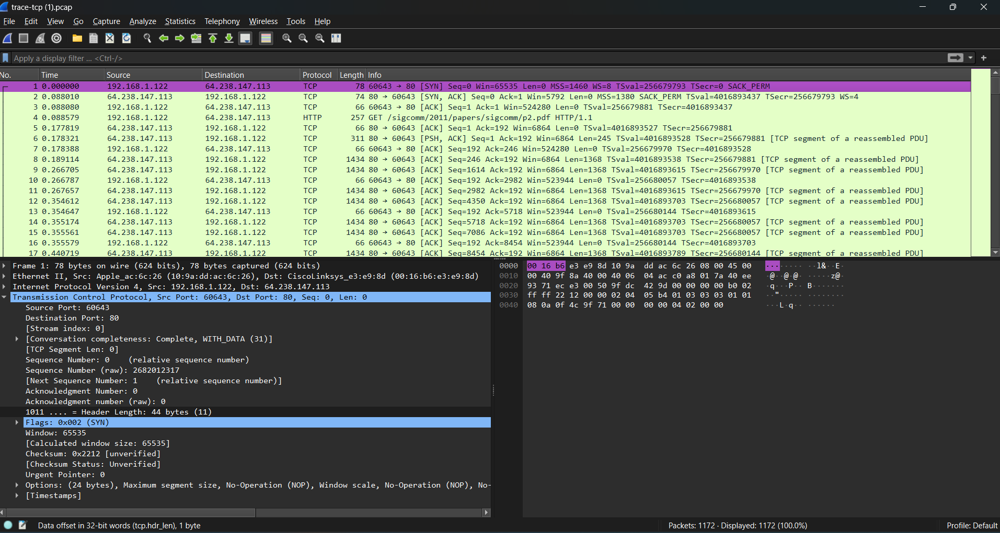 trace-tcp (1).pcap
File Edit View Go Capture Analyze Statistics Telephony Wireless Tools Help
Apply a display filter ... <Ctrl-/>
No. Time Source Destination Protocol Length Info
1 0.000000 192.168.1.122 64.238.147.113 TCP 78 60643 → 80 [SYN] Seq=0 Win=65535 Len=0 MSS=1460 WS=8 TSval=256679793 TSecr=0 SACK_PERM
2 0.088010 64.238.147.113 192.168.1.122 TCP 74 80 → 60643 [SYN, ACK] Seq=0 Ack=1 Win=5792 Len=0 MSS=1380 SACK_PERM TSval=4016893437 TSecr=256679793 WS=4
3 0.088080 192.168.1.122 64.238.147.113 TCP 66 60643 → 80 [ACK] Seq=1 Ack=1 Win=524280 Len=0 TSval=256679881 TSecr=4016893437
4 0.088579 192.168.1.122 64.238.147.113 HTTP 257 GET /sigcomm/2011/papers/sigcomm/p2.pdf HTTP/1.1
5 0.177819 64.238.147.113 192.168.1.122 TCP 66 80 → 60643 [ACK] Seq=1 Ack=192 Win=6864 Len=0 TSval=4016893527 TSecr=256679881
6 0.178321 64.238.147.113 192.168.1.122 TCP 311 80 → 60643 [PSH, ACK] Seq=1 Ack=192 Win=6864 Len=245 TSval=4016893528 TSecr=256679881 [TCP segment of a reassembled PDU]
7 0.178388 192.168.1.122 64.238.147.113 TCP 66 60643 → 80 [ACK] Seq=192 Ack=246 Win=524280 Len=0 TSval=256679970 TSecr=4016893528
8 0.189114 64.238.147.113 192.168.1.122 TCP 1434 80 → 60643 [ACK] Seq=246 Ack=192 Win=6864 Len=1368 TSval=4016893538 TSecr=256679881 [TCP segment of a reassembled PDU]
9 0.266705 64.238.147.113 192.168.1.122 TCP 1434 80 → 60643 [ACK] Seq=1614 Ack=192 Win=6864 Len=1368 TSval=4016893615 TSecr=256679970 [TCP segment of a reassembled PDU]
10 0.266787 192.168.1.122 64.238.147.113 TCP 66 60643 → 80 [ACK] Seq=192 Ack=2982 Win=523944 Len=0 TSval=256680057 TSecr=4016893538
11 0.267657 64.238.147.113 192.168.1.122 TCP 1434 80 → 60643 [ACK] Seq=2982 Ack=192 Win=6864 Len=1368 TSval=4016893615 TSecr=256679970 [TCP segment of a reassembled PDU]
12 0.354612 64.238.147.113 192.168.1.122 TCP 1434 80 → 60643 [ACK] Seq=4350 Ack=192 Win=6864 Len=1368 TSval=4016893703 TSecr=256680057 [TCP segment of a reassembled PDU]
13 0.354647 192.168.1.122 64.238.147.113 TCP 66 60643 → 80 [ACK] Seq=192 Ack=5718 Win=523944 Len=0 TSval=256680144 TSecr=4016893615
14 0.355174 64.238.147.113 192.168.1.122 TCP 1434 80 → 60643 [ACK] Seq=5718 Ack=192 Win=6864 Len=1368 TSval=4016893703 TSecr=256680057 [TCP segment of a reassembled PDU]
15 0.355561 64.238.147.113 192.168.1.122 TCP 1434 80 → 60643 [ACK] Seq=7086 Ack=192 Win=6864 Len=1368 TSval=4016893703 TSecr=256680057 [TCP segment of a reassembled PDU]
16 0.355579 192.168.1.122 64.238.147.113 TCP 66 60643 → 80 [ACK] Seq=192 Ack=8454 Win=523944 Len=0 TSval=256680144 TSecr=4016893703
17 0.440719 64.238.147.113 192.168.1.122 TCP 1434 80 → 60643 [ACK] Seq=8454 Ack=192 Win=6864 Len=1368 TSval=4016893789 TSecr=256680144 [TCP segment of a reassembled PDU]
Frame 1: 78 bytes on wire (624 bits), 78 bytes captured (624 bits)
Ethernet II, Src: Apple_ac:6c:26 (10:9a:dd:ac:6c:26), Dst: CiscoLinksys_e3:e9:8d (00:16:b6:e3:e9:8d)
Internet Protocol Version 4, Src: 192.168.1.122, Dst: 64.238.147.113
Transmission Control Protocol, Src Port: 60643, Dst Port: 80, Seq: 0, Len: 0
Source Port: 60643
Destination Port: 80
[Stream index: 0]
[Conversation completeness: Complete, WITH_DATA (31)]
[TCP Segment Len: 0]
Sequence Number: 0 (relative sequence number)
Sequence Number (raw): 2682012317
[Next Sequence Number: 1 (relative sequence number)]
Acknowledgment Number: 0
Acknowledgment number (raw): 0
1011 .... = Header Length: 44 bytes (11)
Flags: 0x002 (SYN)
Window: 65535
[Calculated window size: 65535]
Checksum: 0x2212 [unverified]
[Checksum Status: Unverified]
Urgent Pointer: 0
Options: (24 bytes), Maximum segment size, No-Operation (NOP), Window scale, No-Operation (NOP), No-
[Timestamps]
0000 00 16 b6 e3 e9 8d 10 9a dd ac 6c 26 08 00 45 00 ········ ··l&··E·
0010 00 40 9f 8a 40 00 40 06 04 ac c0 a8 01 7a 40 ee ·@··@·@· ·····z@·
0020 93 71 ec e3 00 50 9f dc 42 9d 00 00 00 00 b0 02 ·q···P·· B·······
0030 ff ff 22 12 00 00 02 04 05 b4 01 03 03 03 01 01 ··"····· ········
0040 08 0a 0f 4c 9f 71 00 00 00 00 04 02 00 00 ···L·q·· ······
Data offset in 32-bit words (tcp.hdr_len), 1 byte
Packets: 1172 · Displayed: 1172 (100.0%)
Profile: Default